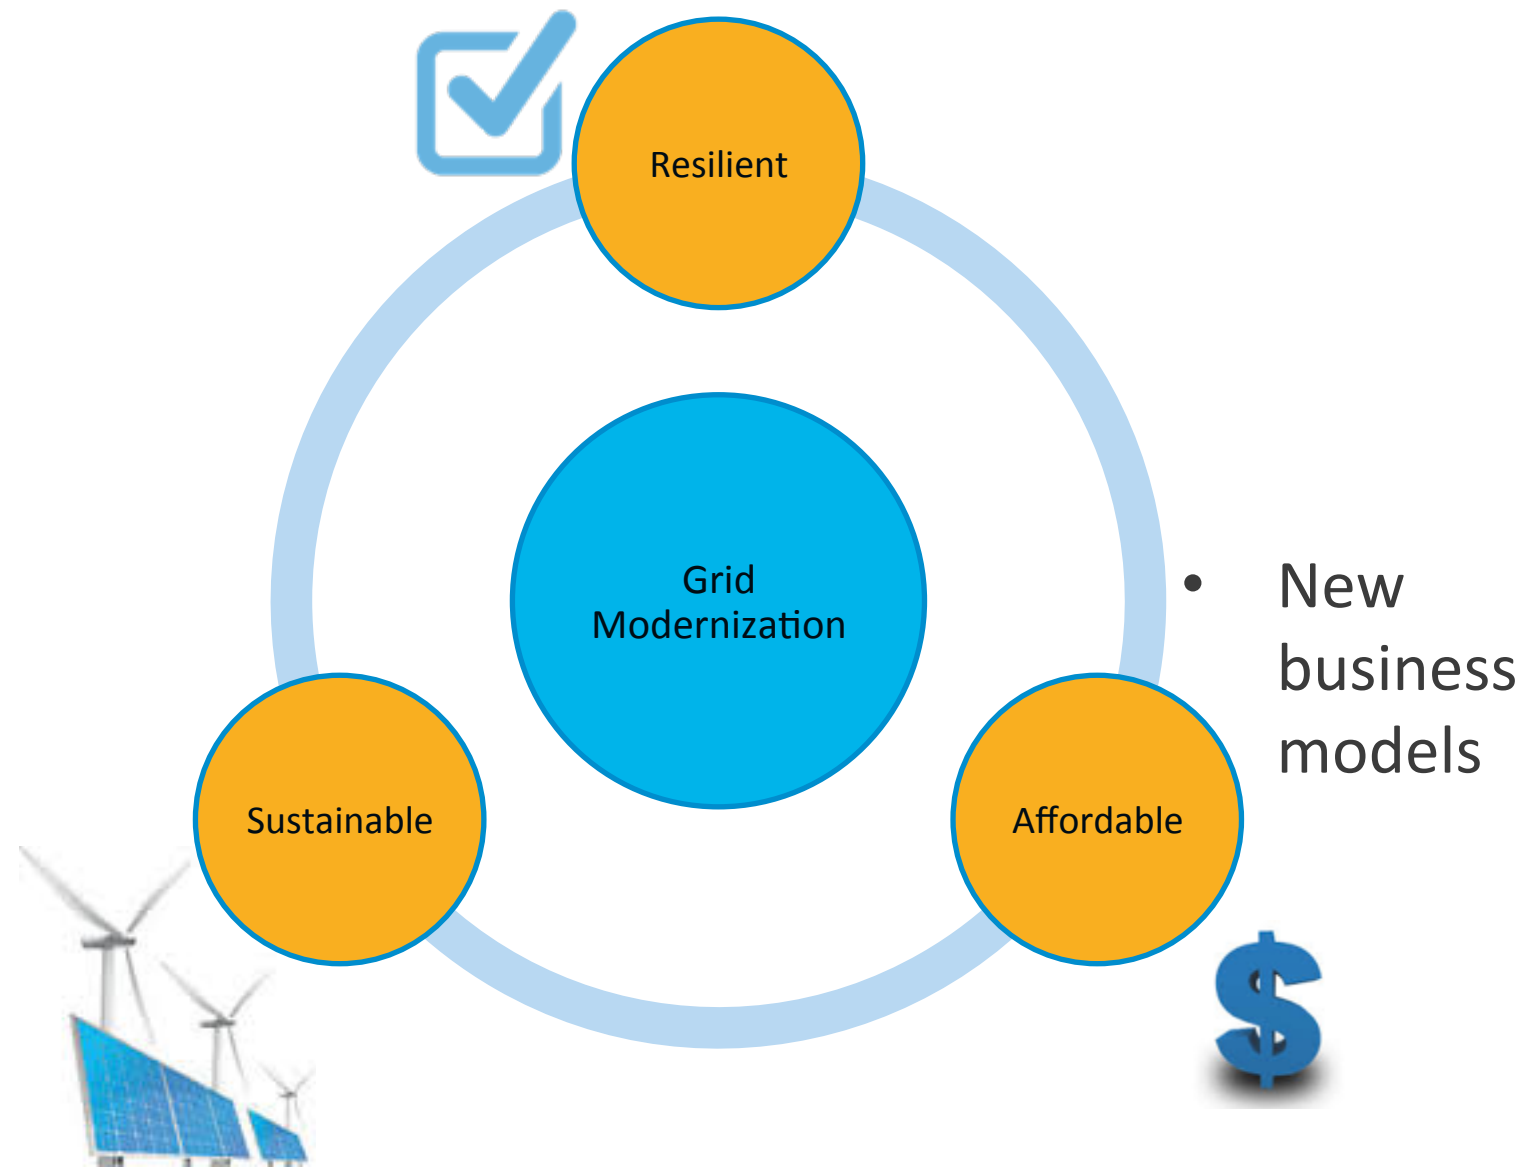 Resilient
Grid
Modernization
• New
business
models
Sustainable
Affordable